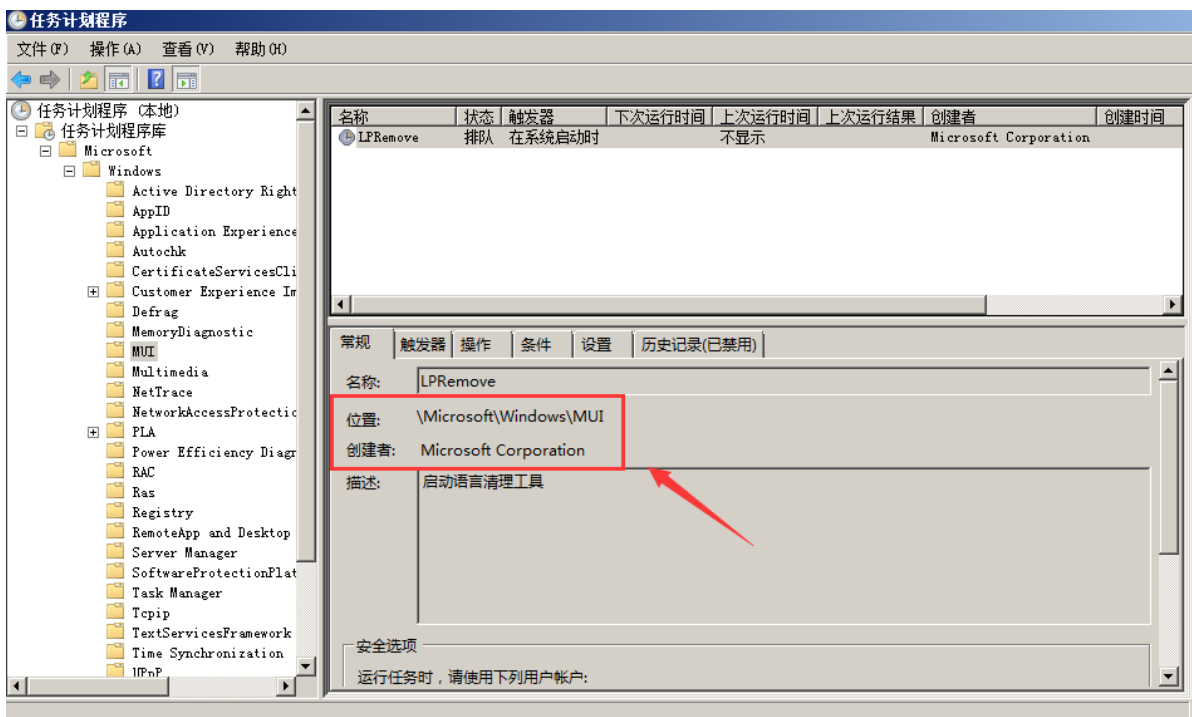 任务计划程序
文件(F) 操作(A) 查看(V) 帮助(H)
任务计划程序 (本地)
任务计划程序库
Microsoft
Windows
Active Directory Right
AppID
Application Experience
Autochk
CertificateServicesCli
Customer Experience Im
Defrag
MemoryDiagnostic
MUI
Multimedia
NetTrace
NetworkAccessProtectic
PLA
Power Efficiency Diagr
RAC
Ras
Registry
RemoteApp and Desktop
Server Manager
SoftwareProtectionPlat
Task Manager
Tcpip
TextServicesFramework
Time Synchronization
UPnP
名称 状态 触发器 下次运行时间 上次运行时间 上次运行结果 创建者 创建时间
LPRemove 排队 在系统启动时 不显示 Microsoft Corporation
常规 触发器 操作 条件 设置 历史记录(已禁用)
名称: LPRemove
位置: \Microsoft\Windows\MUI
创建者: Microsoft Corporation
描述: 启动语言清理工具
安全选项
运行任务时，请使用下列用户帐户: